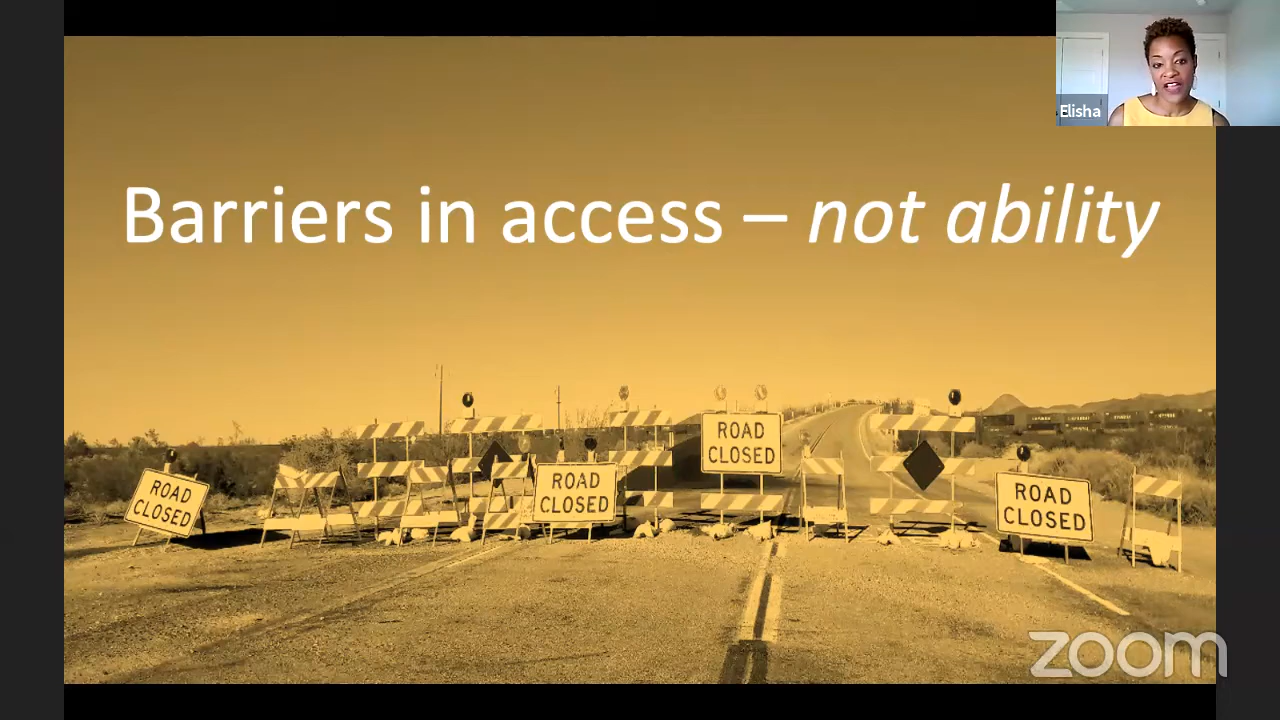 Elisha
Barriers in access – not ability
ROAD
CLOSED
ROAD
CLOSED
ROAD
CLOSED
ROAD
CLOSED
zoom